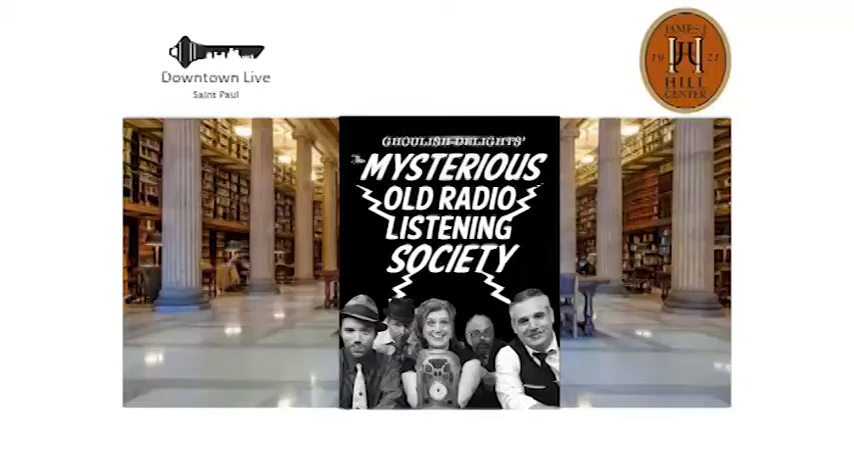 Downtown Live
Saint Paul
JAMES J
19 21
HILL
CENTER
GHOULISH DELIGHTS'
The
MYSTERIOUS
OLD RADIO
LISTENING
SOCIETY